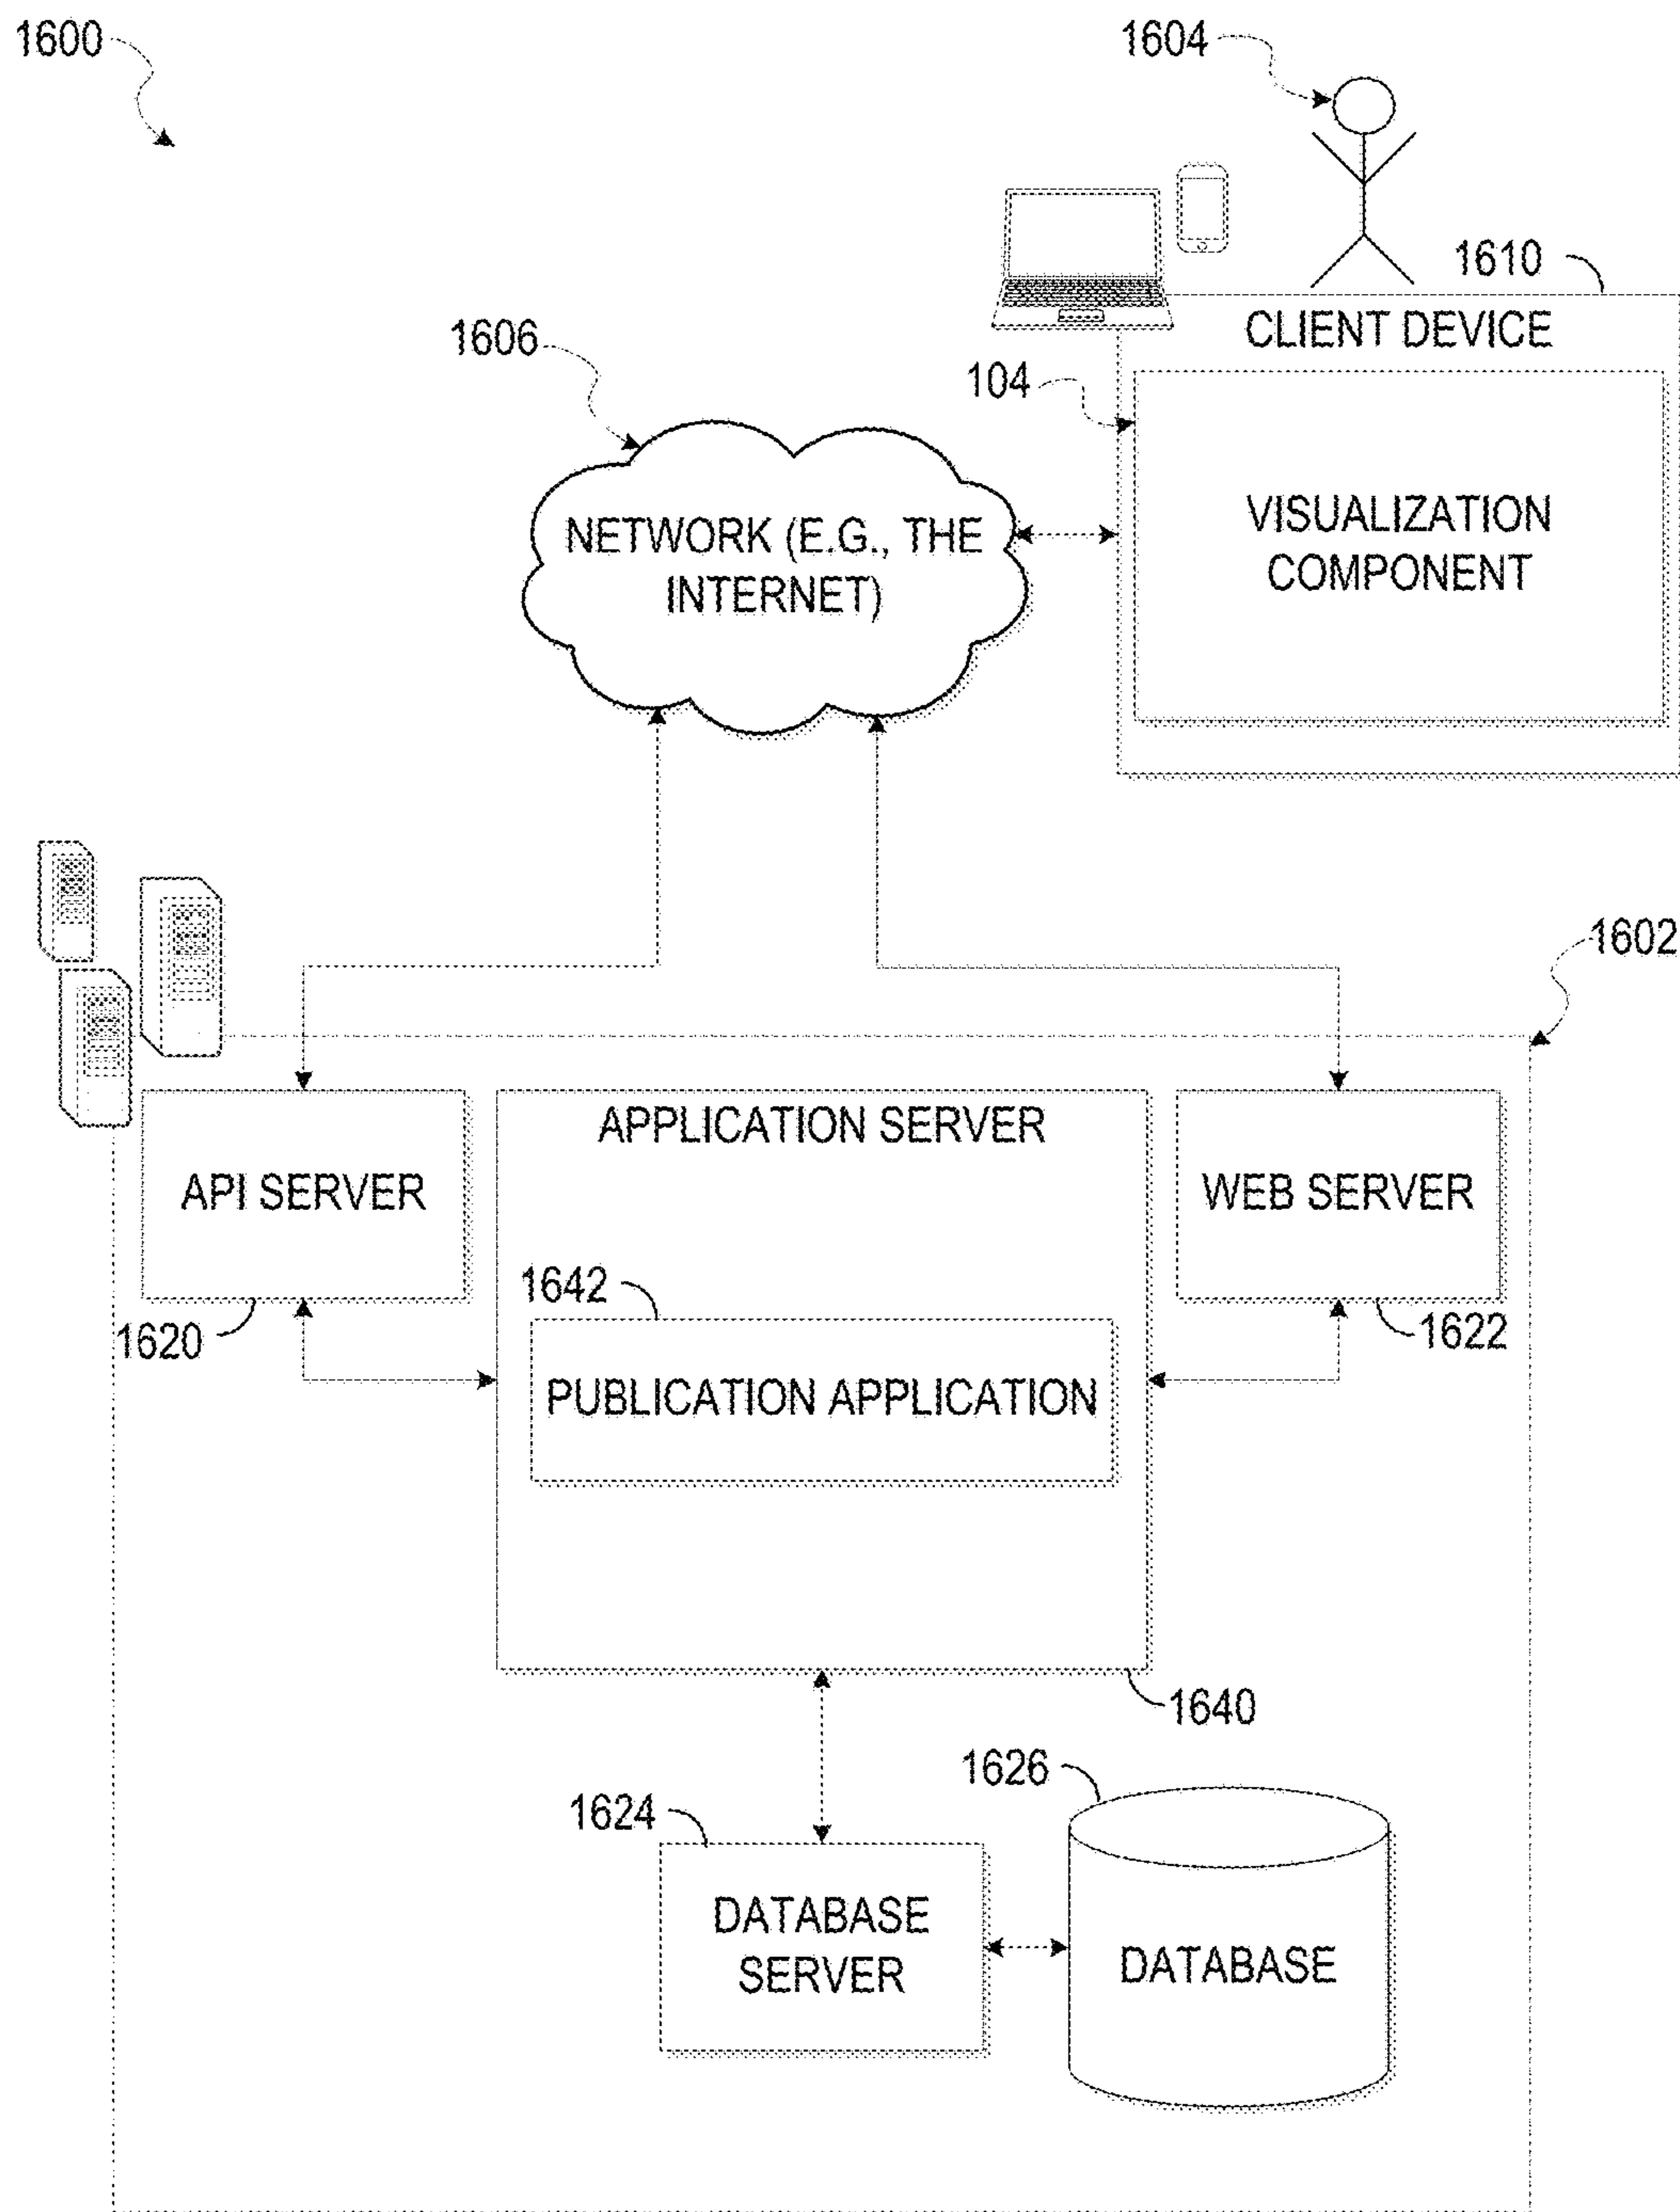 1600
1604
1610
CLIENT DEVICE
1606
104
NETWORK (E.G., THE
INTERNET)
VISUALIZATION
COMPONENT
1602
APPLICATION SERVER
API SERVER
WEB SERVER
1642
1620
1622
PUBLICATION APPLICATION
1640
1626
1624
DATABASE
SERVER
DATABASE